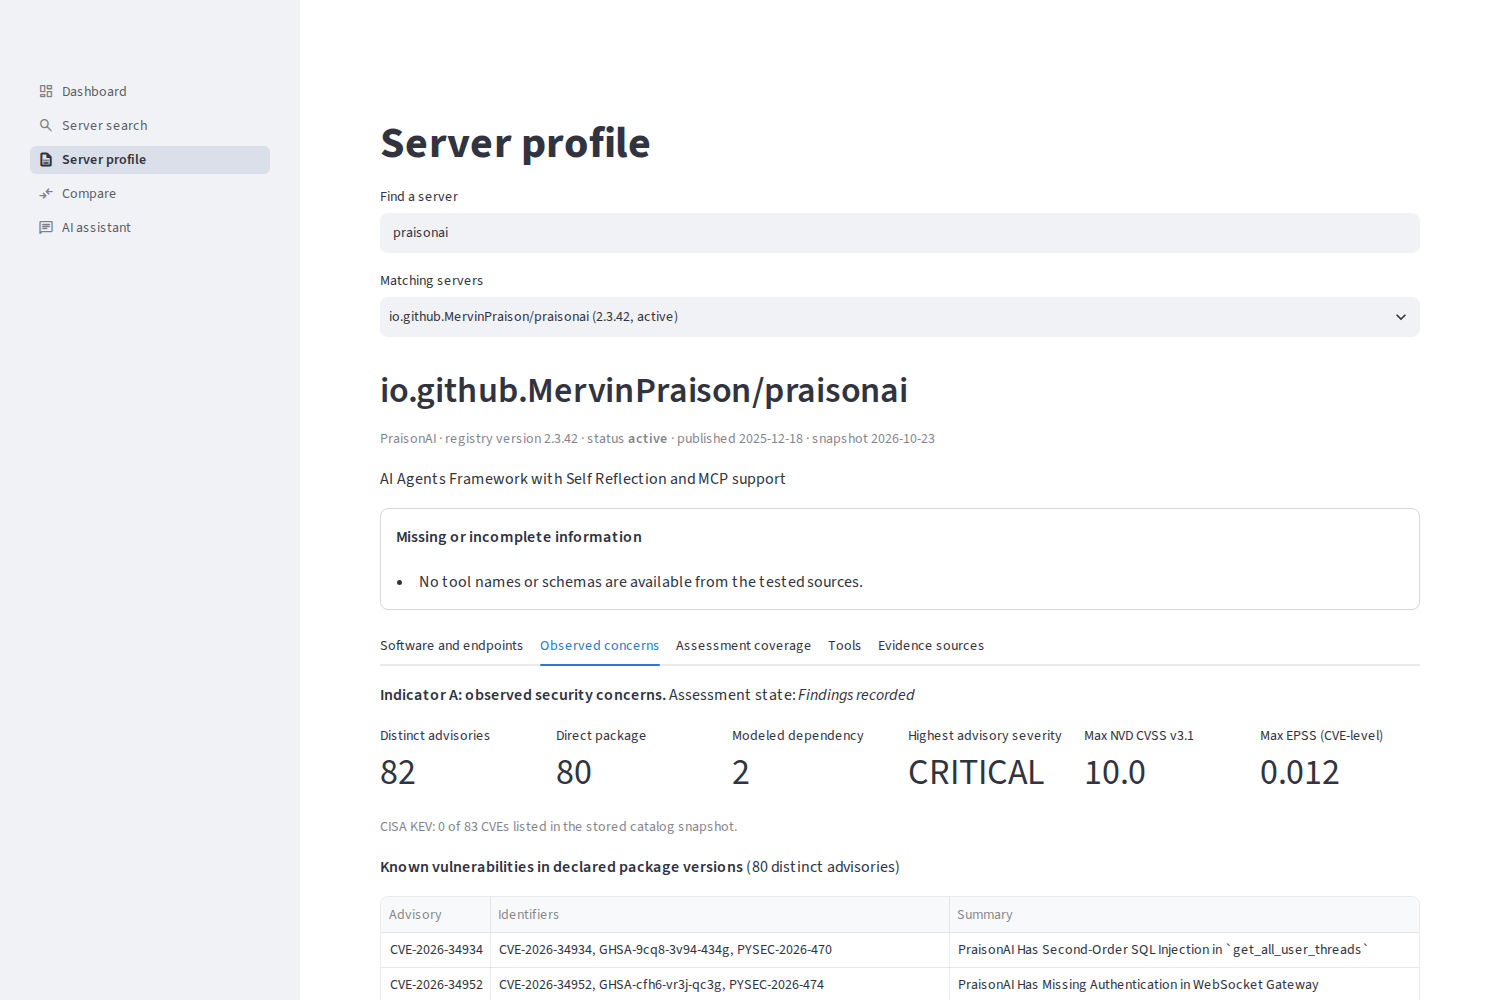 Dashboard
Server search
Server profile
Compare
AI assistant
Server profile
Find a server
praisonai
Matching servers
io.github.MervinPraison/praisonai (2.3.42, active)
io.github.MervinPraison/praisonai
PraisonAI · registry version 2.3.42 · status active · published 2025-12-18 · snapshot 2026-10-23
AI Agents Framework with Self Reflection and MCP support
Missing or incomplete information
• No tool names or schemas are available from the tested sources.
Software and endpoints Observed concerns Assessment coverage Tools Evidence sources
Indicator A: observed security concerns. Assessment state: Findings recorded
Distinct advisories Direct package Modeled dependency Highest advisory severity Max NVD CVSS v3.1 Max EPSS (CVE-level)
82 80 2 CRITICAL 10.0 0.012
CISA KEV: 0 of 83 CVEs listed in the stored catalog snapshot.
Known vulnerabilities in declared package versions (80 distinct advisories)
Advisory Identifiers Summary
CVE-2026-34934 CVE-2026-34934, GHSA-9cq8-3v94-434g, PYSEC-2026-470 PraisonAI Has Second-Order SQL Injection in `get_all_user_threads`
CVE-2026-34952 CVE-2026-34952, GHSA-cfh6-vr3j-qc3g, PYSEC-2026-474 PraisonAI Has Missing Authentication in WebSocket Gateway